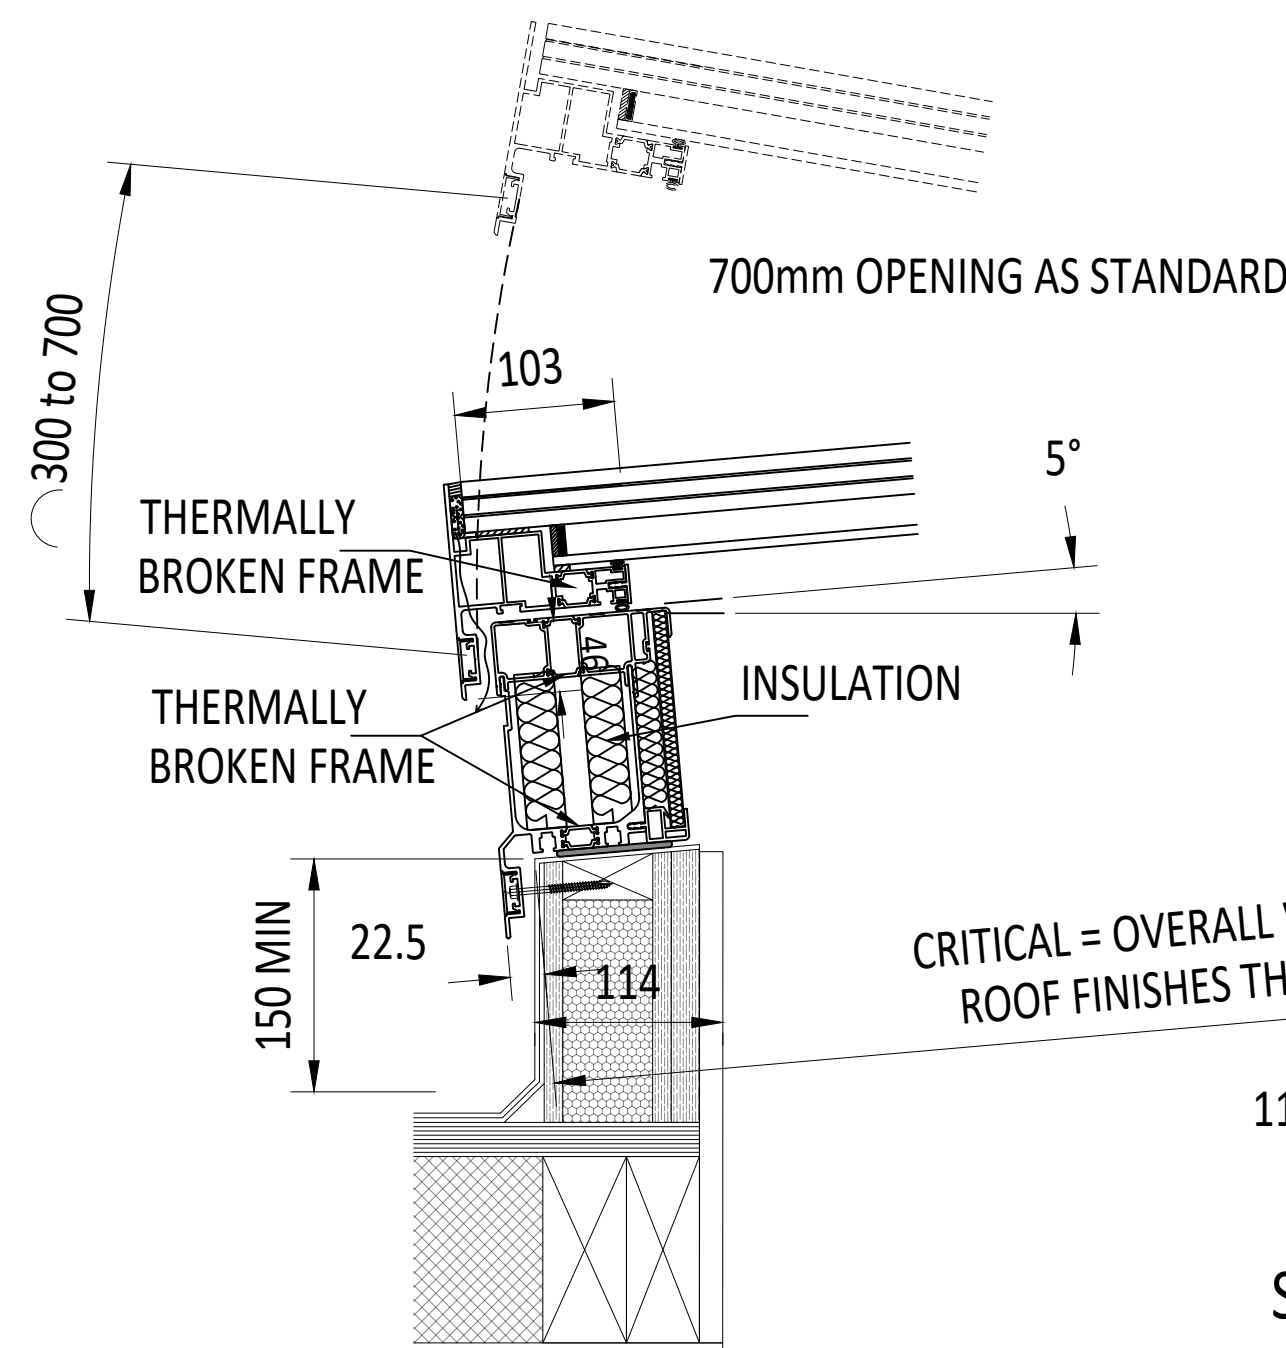 700mm OPENING AS STANDARD
300 to 700
103
5°
THERMALLY
BROKEN FRAME
46
INSULATION
THERMALLY
BROKEN FRAME
150 MIN
22.5
114
CRITICAL = OVERALL
ROOF FINISHES
11
S